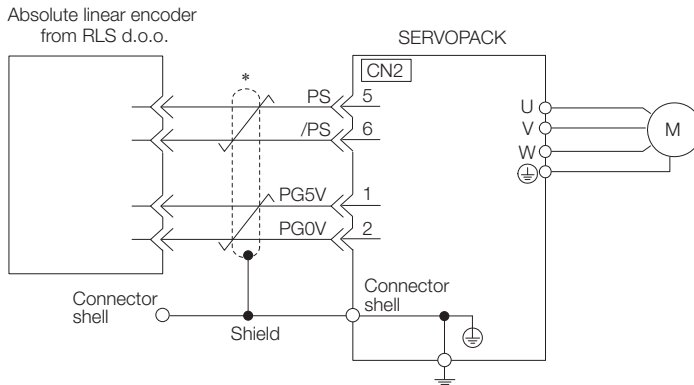 Absolute linear encoder
from RLS d.o.o.
SERVOPACK
CN2
*
PS 5
/PS 6
PG5V 1
PG0V 2
U
V
W
M
Connector
shell
Shield
Connector
shell